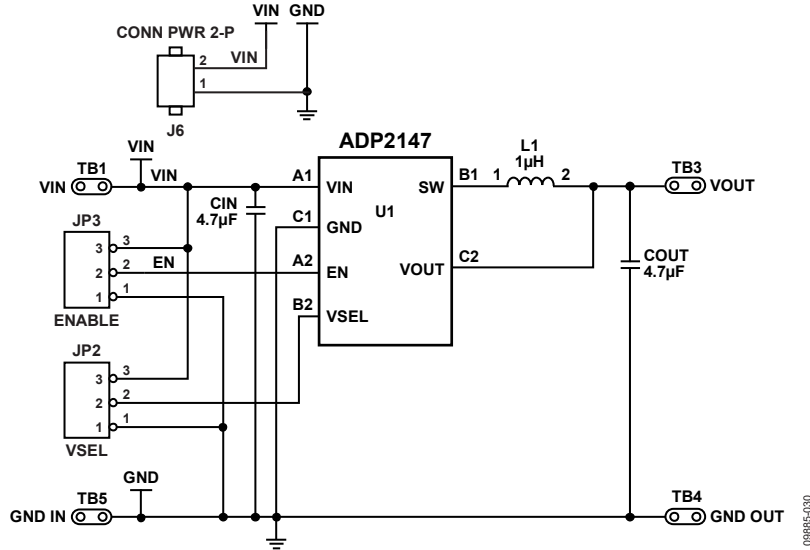 VIN GND
CONN PWR 2-P
2 VIN
1
J6
ADP2147
VIN
TB1
VIN
VIN
A1
VIN
SW
B1
1
L1
1µH
2
TB3
VOUT
CIN
4.7µF
C1
GND
U1
JP3
3 3
2 2
EN
A2
EN
VOUT
C2
COUT
4.7µF
1 1
ENABLE
B2
VSEL
JP2
3 3
2 2
1 1
VSEL
GND
TB5
GND IN
TB4
GND OUT
09885-030